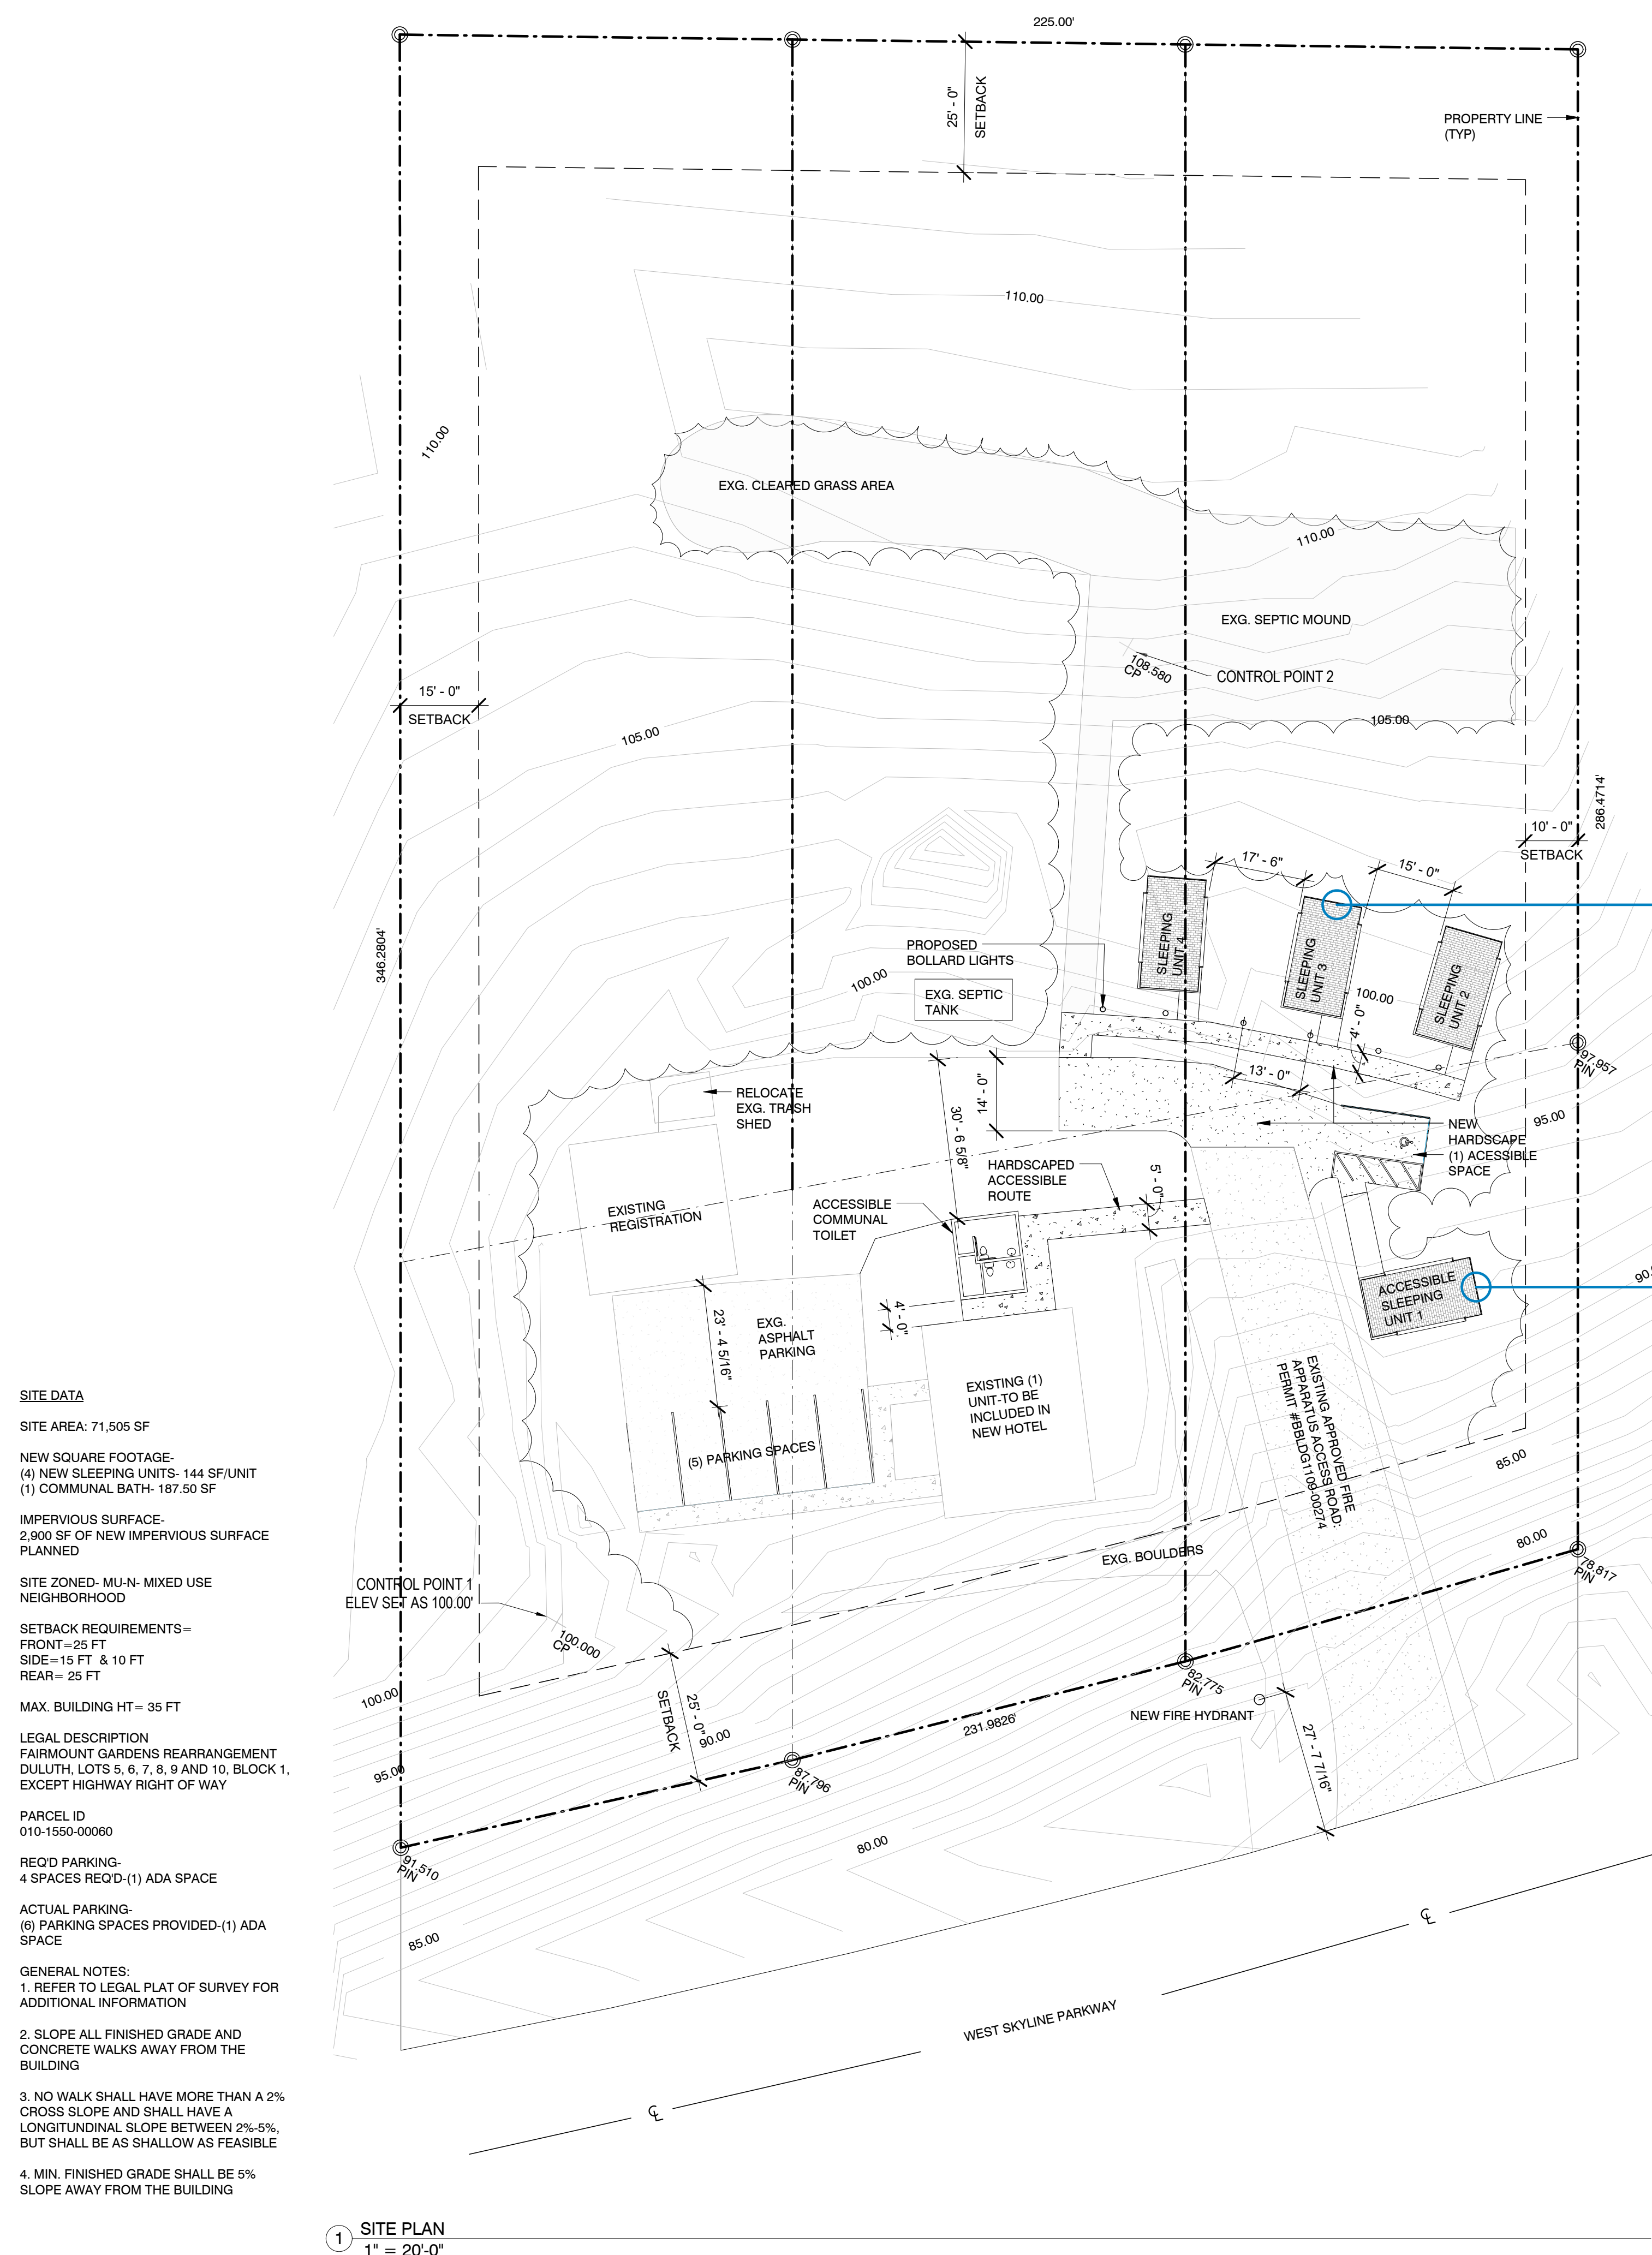 225.00'
25' - 0"
SETBACK
PROPERTY LINE
(TYP)
110.00
110.00
EXG. CLEARED GRASS AREA
110.00
EXG. SEPTIC MOUND
108.580
CP
CONTROL POINT 2
15' - 0"
SETBACK
105.00
105.00
286.4714'
10' - 0"
SETBACK
17' - 6"
15' - 0"
346.2804'
PROPOSED
BOLLARD LIGHTS
SLEEPING
UNIT 4
SLEEPING
UNIT 3
SLEEPING
UNIT 2
100.00
100.00
EXG. SEPTIC
TANK
4' - 0"
97.957
PIN
13' - 0"
14' - 0"
RELOCATE
EXG. TRASH
SHED
30' - 6 5/8"
95.00
NEW
HARDSCAPE
(1) ACESSIBLE
SPACE
HARDSCAPED
ACCESSIBLE
ROUTE
5' - 0"
EXISTING
REGISTRATION
ACCESSIBLE
COMMUNAL
TOILET
ACCESSIBLE
SLEEPING
UNIT 1
4' - 0"
23' - 4 5/16"
EXG.
ASPHALT
PARKING
EXISTING (1)
UNIT-TO BE
INCLUDED IN
NEW HOTEL
EXISTING APPROVED FIRE
APPARATUS ACCESS ROAD:
PERMIT #BBLDG1109-00274
(5) PARKING SPACES
85.00
80.00
EXG. BOULDERS
78.817
PIN
CONTROL POINT 1
ELEV SET AS 100.00'
100.000
CP
100.00
SETBACK
25' - 0"
90.00
82.775
PIN
NEW FIRE HYDRANT
231.9826'
27' - 7 7/16"
95.00
87.796
PIN
80.00
91.510
PIN
85.00
WEST SKYLINE PARKWAY
SITE DATA
SITE AREA: 71,505 SF
NEW SQUARE FOOTAGE-
(4) NEW SLEEPING UNITS- 144 SF/UNIT
(1) COMMUNAL BATH- 187.50 SF
IMPERVIOUS SURFACE-
2,900 SF OF NEW IMPERVIOUS SURFACE
PLANNED
SITE ZONED- MU-N- MIXED USE
NEIGHBORHOOD
SETBACK REQUIREMENTS=
FRONT=25 FT
SIDE=15 FT & 10 FT
REAR= 25 FT
MAX. BUILDING HT= 35 FT
LEGAL DESCRIPTION
FAIRMOUNT GARDENS REARRANGEMENT
DULUTH, LOTS 5, 6, 7, 8, 9 AND 10, BLOCK 1,
EXCEPT HIGHWAY RIGHT OF WAY
PARCEL ID
010-1550-00060
REQ'D PARKING-
4 SPACES REQ'D-(1) ADA SPACE
ACTUAL PARKING-
(6) PARKING SPACES PROVIDED-(1) ADA
SPACE
GENERAL NOTES:
1. REFER TO LEGAL PLAT OF SURVEY FOR
ADDITIONAL INFORMATION
2. SLOPE ALL FINISHED GRADE AND
CONCRETE WALKS AWAY FROM THE
BUILDING
3. NO WALK SHALL HAVE MORE THAN A 2%
CROSS SLOPE AND SHALL HAVE A
LONGITUNDINAL SLOPE BETWEEN 2%-5%,
BUT SHALL BE AS SHALLOW AS FEASIBLE
4. MIN. FINISHED GRADE SHALL BE 5%
SLOPE AWAY FROM THE BUILDING
1 SITE PLAN
1" = 20'-0"